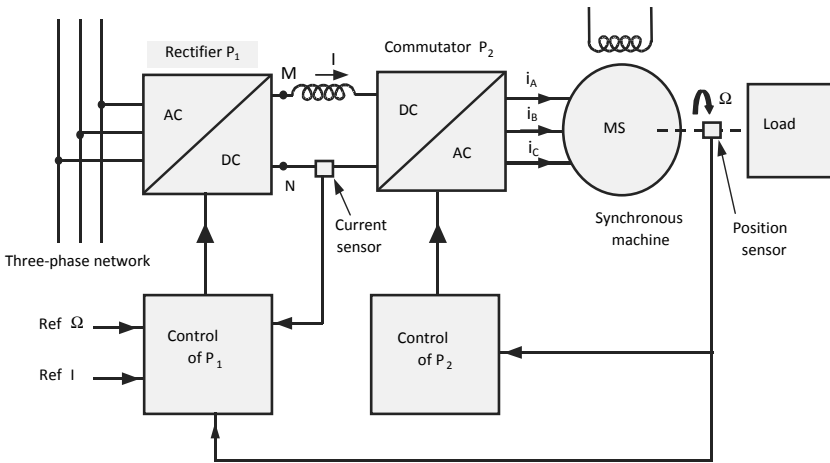 Rectifier P1
Commutator P2
M
I
AC
DC
N
DC
AC
iA
iB
iC
MS
Ω
Load
Current
sensor
Synchronous
machine
Position
sensor
Three-phase network
Ref Ω
Ref I
Control
of P1
Control
of P2